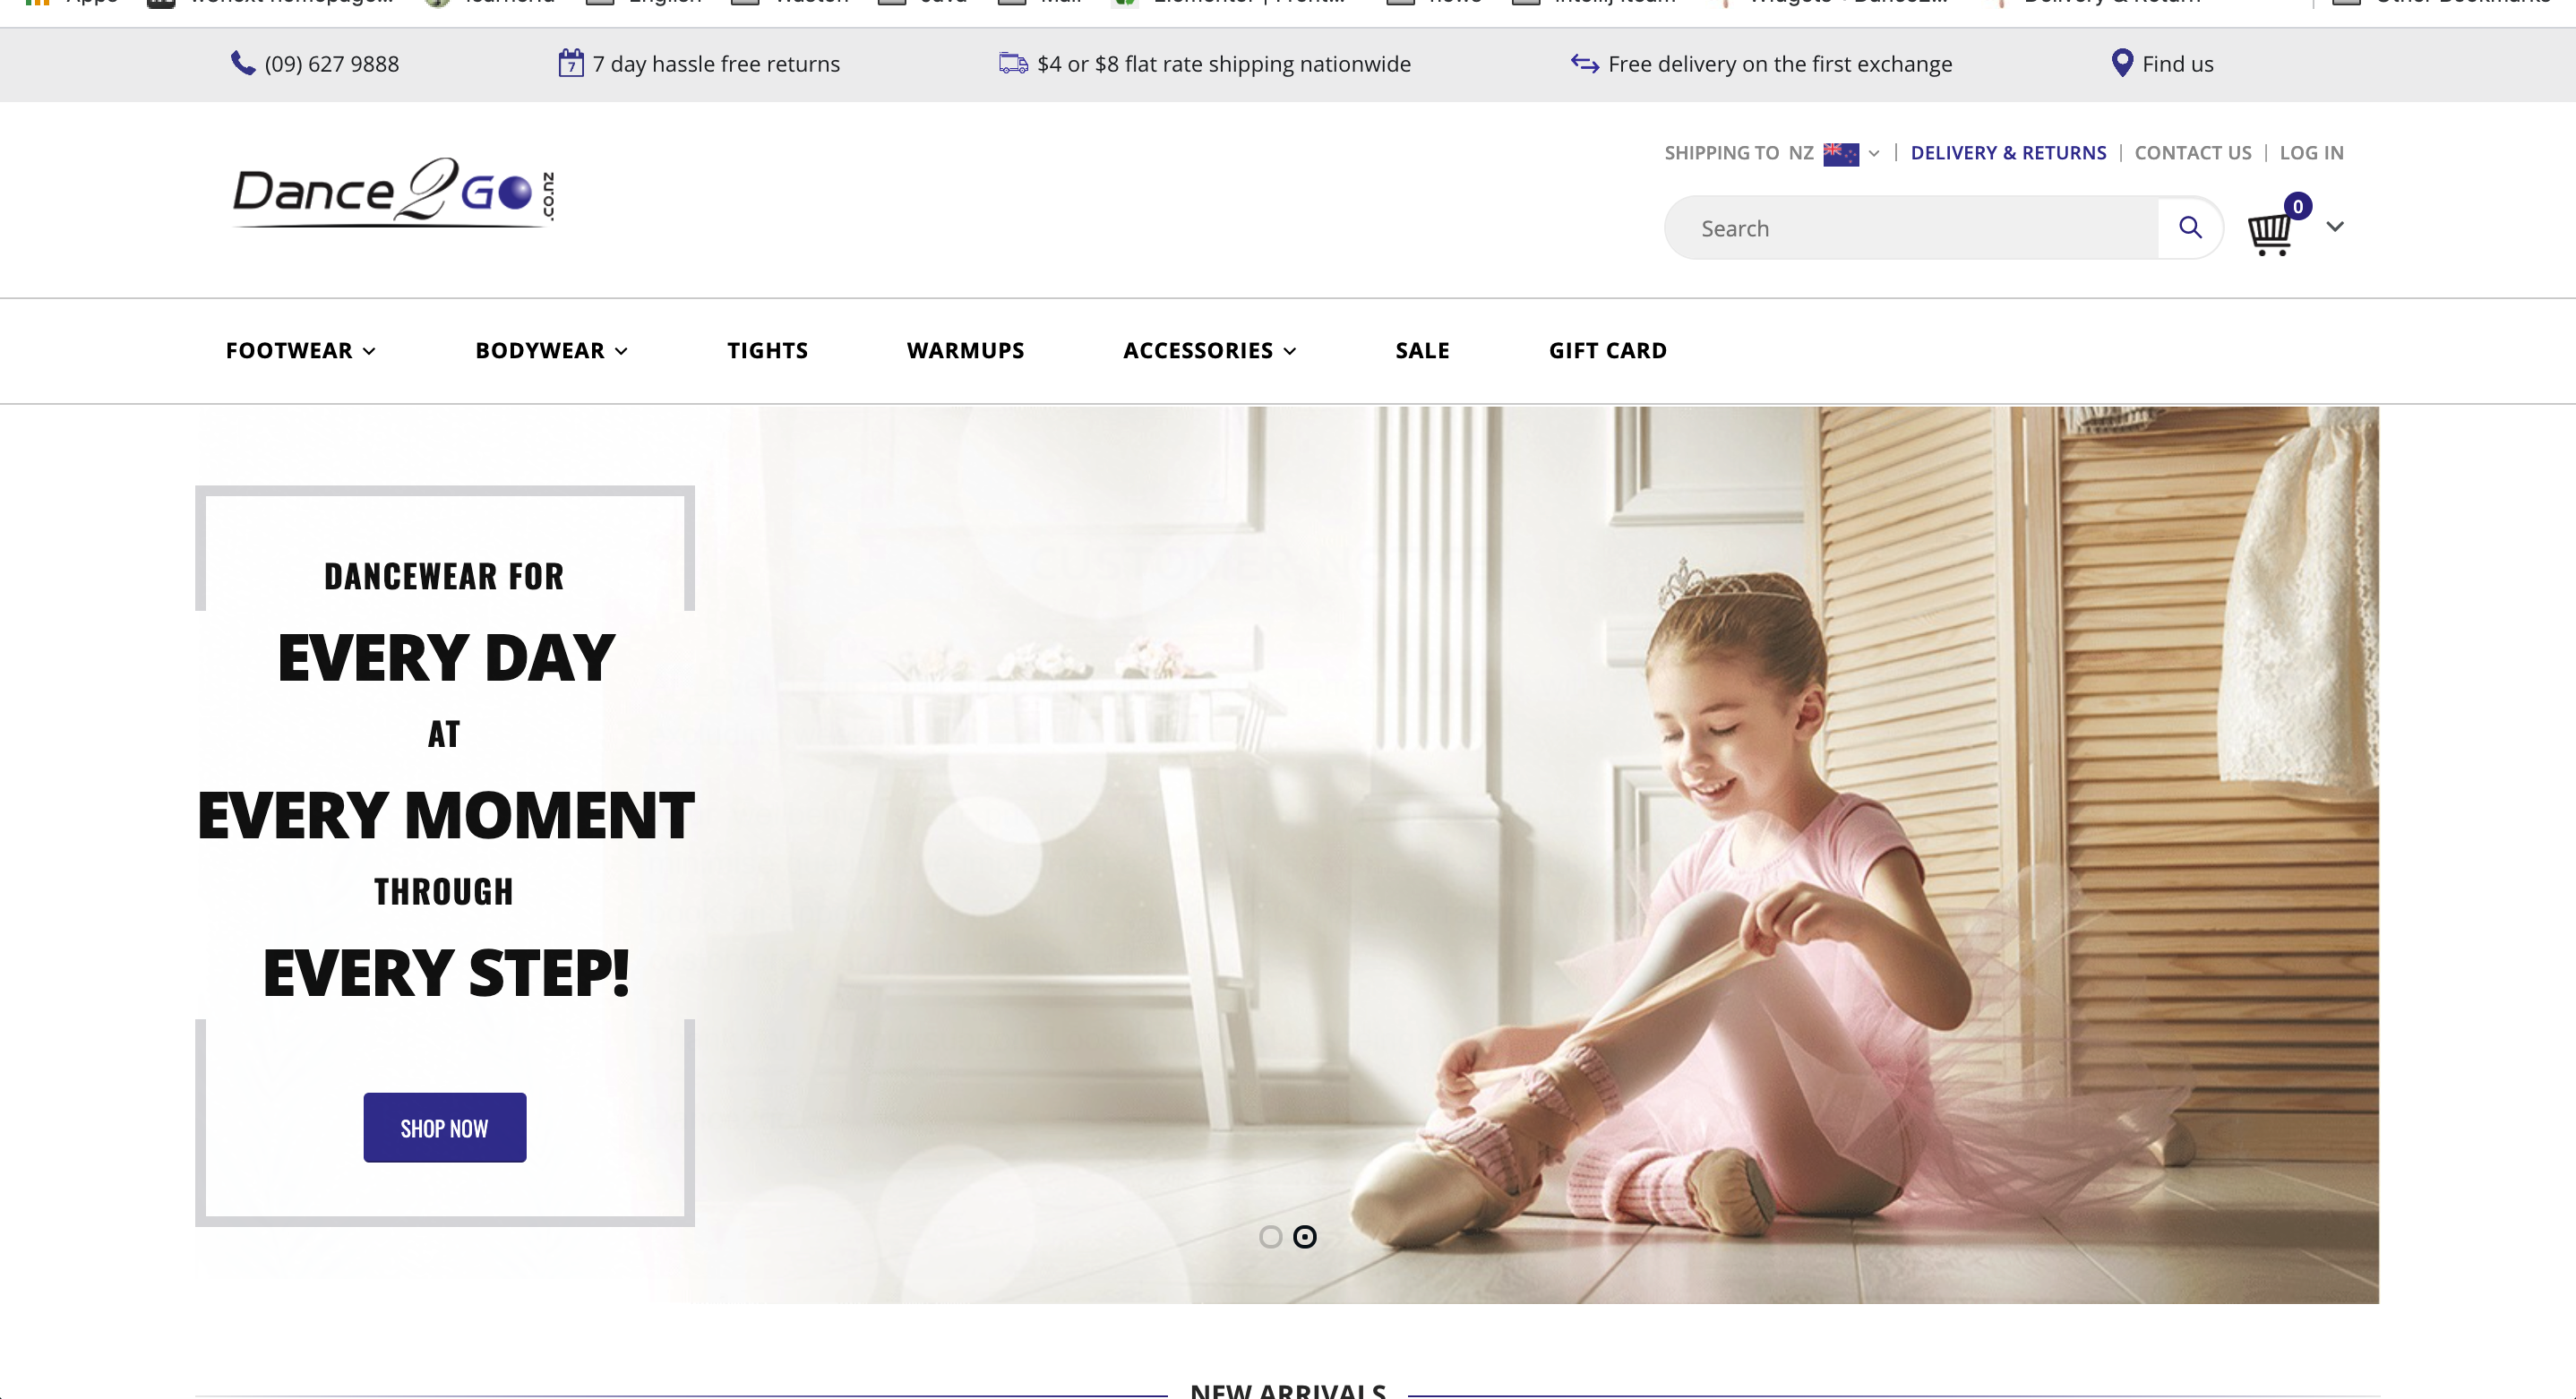 (09) 627 9888
7
7 day hassle free returns
$4 or $8 flat rate shipping nationwide
Free delivery on the first exchange
Find us
Dance2GO.co.nz
SHIPPING TO NZ | DELIVERY & RETURNS | CONTACT US | LOG IN
Search
0
FOOTWEAR BODYWEAR TIGHTS WARMUPS ACCESSORIES SALE GIFT CARD
DANCEWEAR FOR
EVERY DAY
AT
EVERY MOMENT
THROUGH
EVERY STEP!
SHOP NOW
NEW ARRIVALS